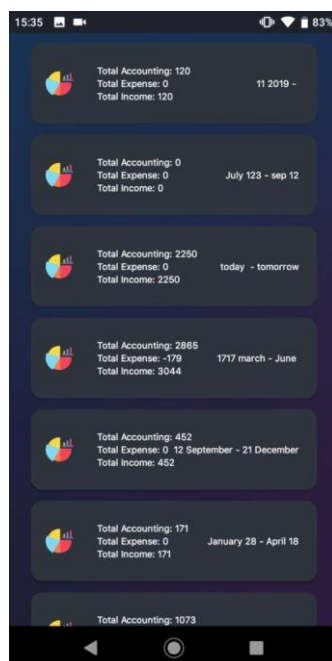 15:35 83%
Total Accounting: 120
Total Expense: 0 11 2019 -
Total Income: 120
Total Accounting: 0
Total Expense: 0 July 123 - sep 12
Total Income: 0
Total Accounting: 2250
Total Expense: 0 today - tomorrow
Total Income: 2250
Total Accounting: 2865
Total Expense: -179 1717 march - June
Total Income: 3044
Total Accounting: 452
Total Expense: 0 12 September - 21 December
Total Income: 452
Total Accounting: 171
Total Expense: 0 January 28 - April 18
Total Income: 171
Total Accounting: 1073